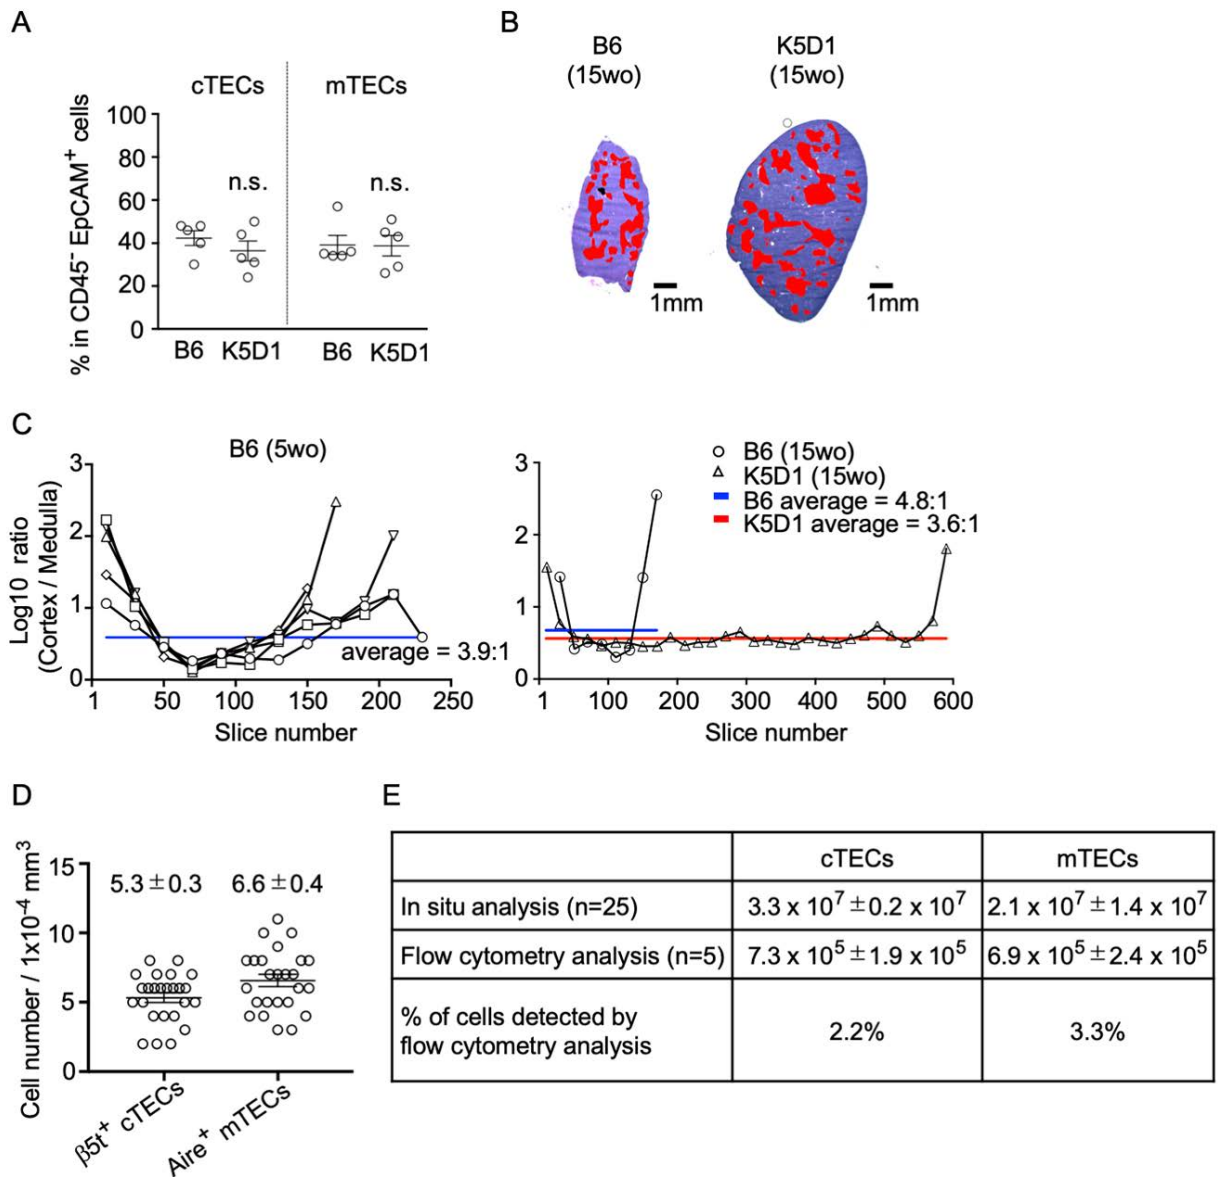 A
cTECs
mTECs
% in CD45⁻ EpCAM⁺ cells
100
80
60
40
20
0
n.s.
n.s.
B6
K5D1
B6
K5D1
B
B6
(15wo)
K5D1
(15wo)
1mm
1mm
C
B6 (5wo)
Log10 ratio
(Cortex / Medulla)
3
2
1
0
average = 3.9:1
1
50
100
150
200
250
Slice number
B6 (15wo)
K5D1 (15wo)
B6 average = 4.8:1
K5D1 average = 3.6:1
3
2
1
0
1
100
200
300
400
500
600
Slice number
D
Cell number / 1x10⁻⁴ mm³
15
10
5
0
5.3 ± 0.3
6.6 ± 0.4
β5t⁺ cTECs
Aire⁺ mTECs
E
cTECs
mTECs
In situ analysis (n=25)
3.3 x 10⁷ ± 0.2 x 10⁷
2.1 x 10⁷ ± 1.4 x 10⁷
Flow cytometry analysis (n=5)
7.3 x 10⁵ ± 1.9 x 10⁵
6.9 x 10⁵ ± 2.4 x 10⁵
% of cells detected by
flow cytometry analysis
2.2%
3.3%